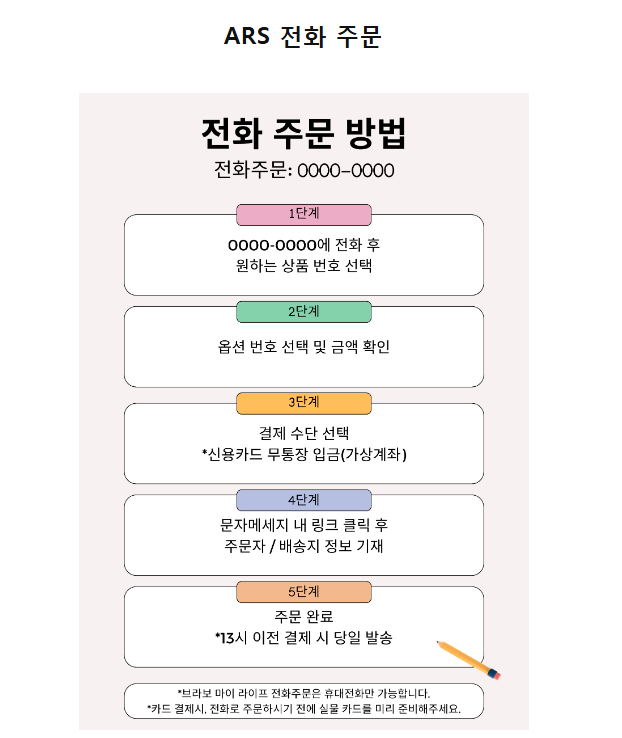 ARS 전화 주문
전화 주문 방법
전화주문: 0000-0000
1단계
0000-0000에 전화 후
원하는 상품 번호 선택
2단계
옵션 번호 선택 및 금액 확인
3단계
결제 수단 선택
*신용카드 무통장 입금(가상계좌)
4단계
문자메세지 내 링크 클릭 후
주문자 / 배송지 정보 기재
5단계
주문 완료
*13시 이전 결제 시 당일 발송
*브라보 마이 라이프 전화주문은 휴대전화만 가능합니다.
*카드 결제시, 전화로 주문하시기 전에 실물 카드를 미리 준비해주세요.